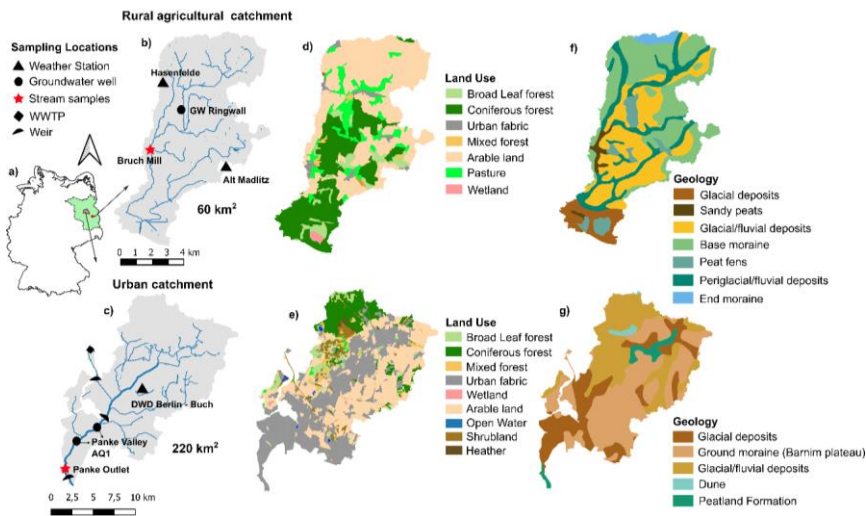 Rural agricultural catchment
Sampling Locations
Weather Station
Groundwater well
Stream samples
WWTP
Weir
a)
b)
Hasenfelde
GW Ringwall
Bruch Mill
Alt Madlitz
60 km²
0 1 2 3 4 km
d)
Land Use
Broad Leaf forest
Coniferous forest
Urban fabric
Mixed forest
Arable land
Pasture
Wetland
f)
Geology
Glacial deposits
Sandy peats
Glacial/fluvial deposits
Base moraine
Peat fens
Periglacial/fluvial deposits
End moraine
Urban catchment
c)
DWD Berlin - Buch
Panke Valley
AQ1
Panke Outlet
220 km²
0 2,5 5 7,5 10 km
e)
Land Use
Broad Leaf forest
Coniferous forest
Mixed forest
Urban fabric
Wetland
Arable land
Open Water
Shrubland
Heather
g)
Geology
Glacial deposits
Ground moraine (Barnim plateau)
Glacial/fluvial deposits
Dune
Peatland Formation